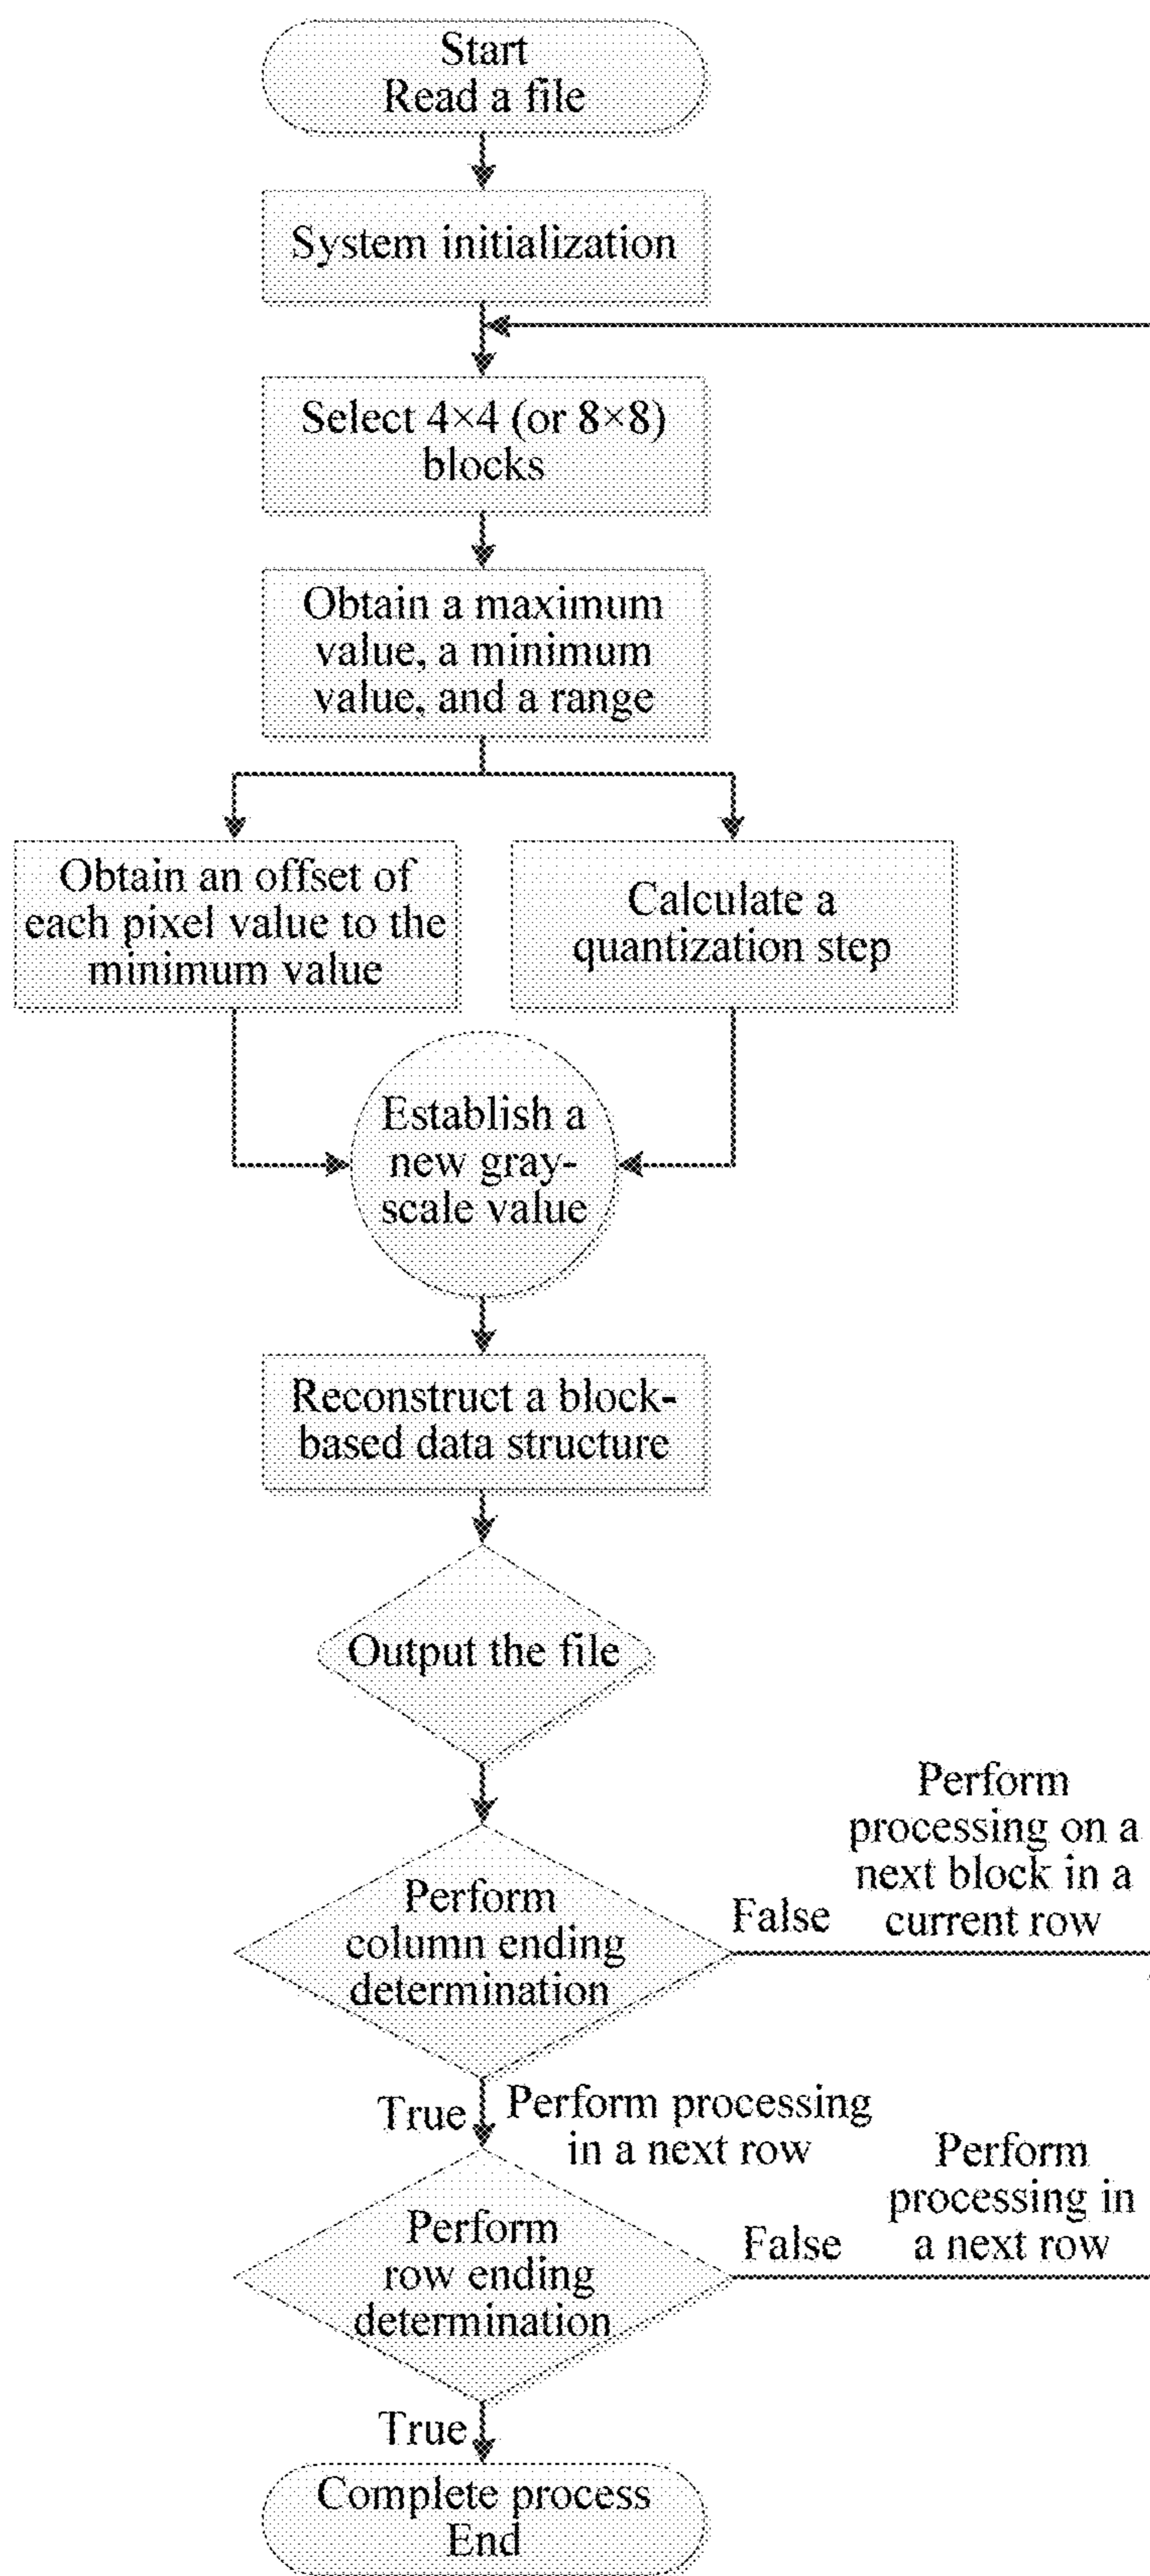 Start
Read a file
System initialization
Select 4×4 (or 8×8)
blocks
Obtain a maximum
value, a minimum
value, and a range
Obtain an offset of
each pixel value to the
minimum value
Calculate a
quantization step
Establish a
new gray-
scale value
Reconstruct a block-
based data structure
Output the file
Perform
column ending
determination
False
Perform
processing on a
next block in a
current row
True
Perform processing
in a next row
Perform
row ending
determination
False
Perform
processing in
a next row
True
Complete process
End